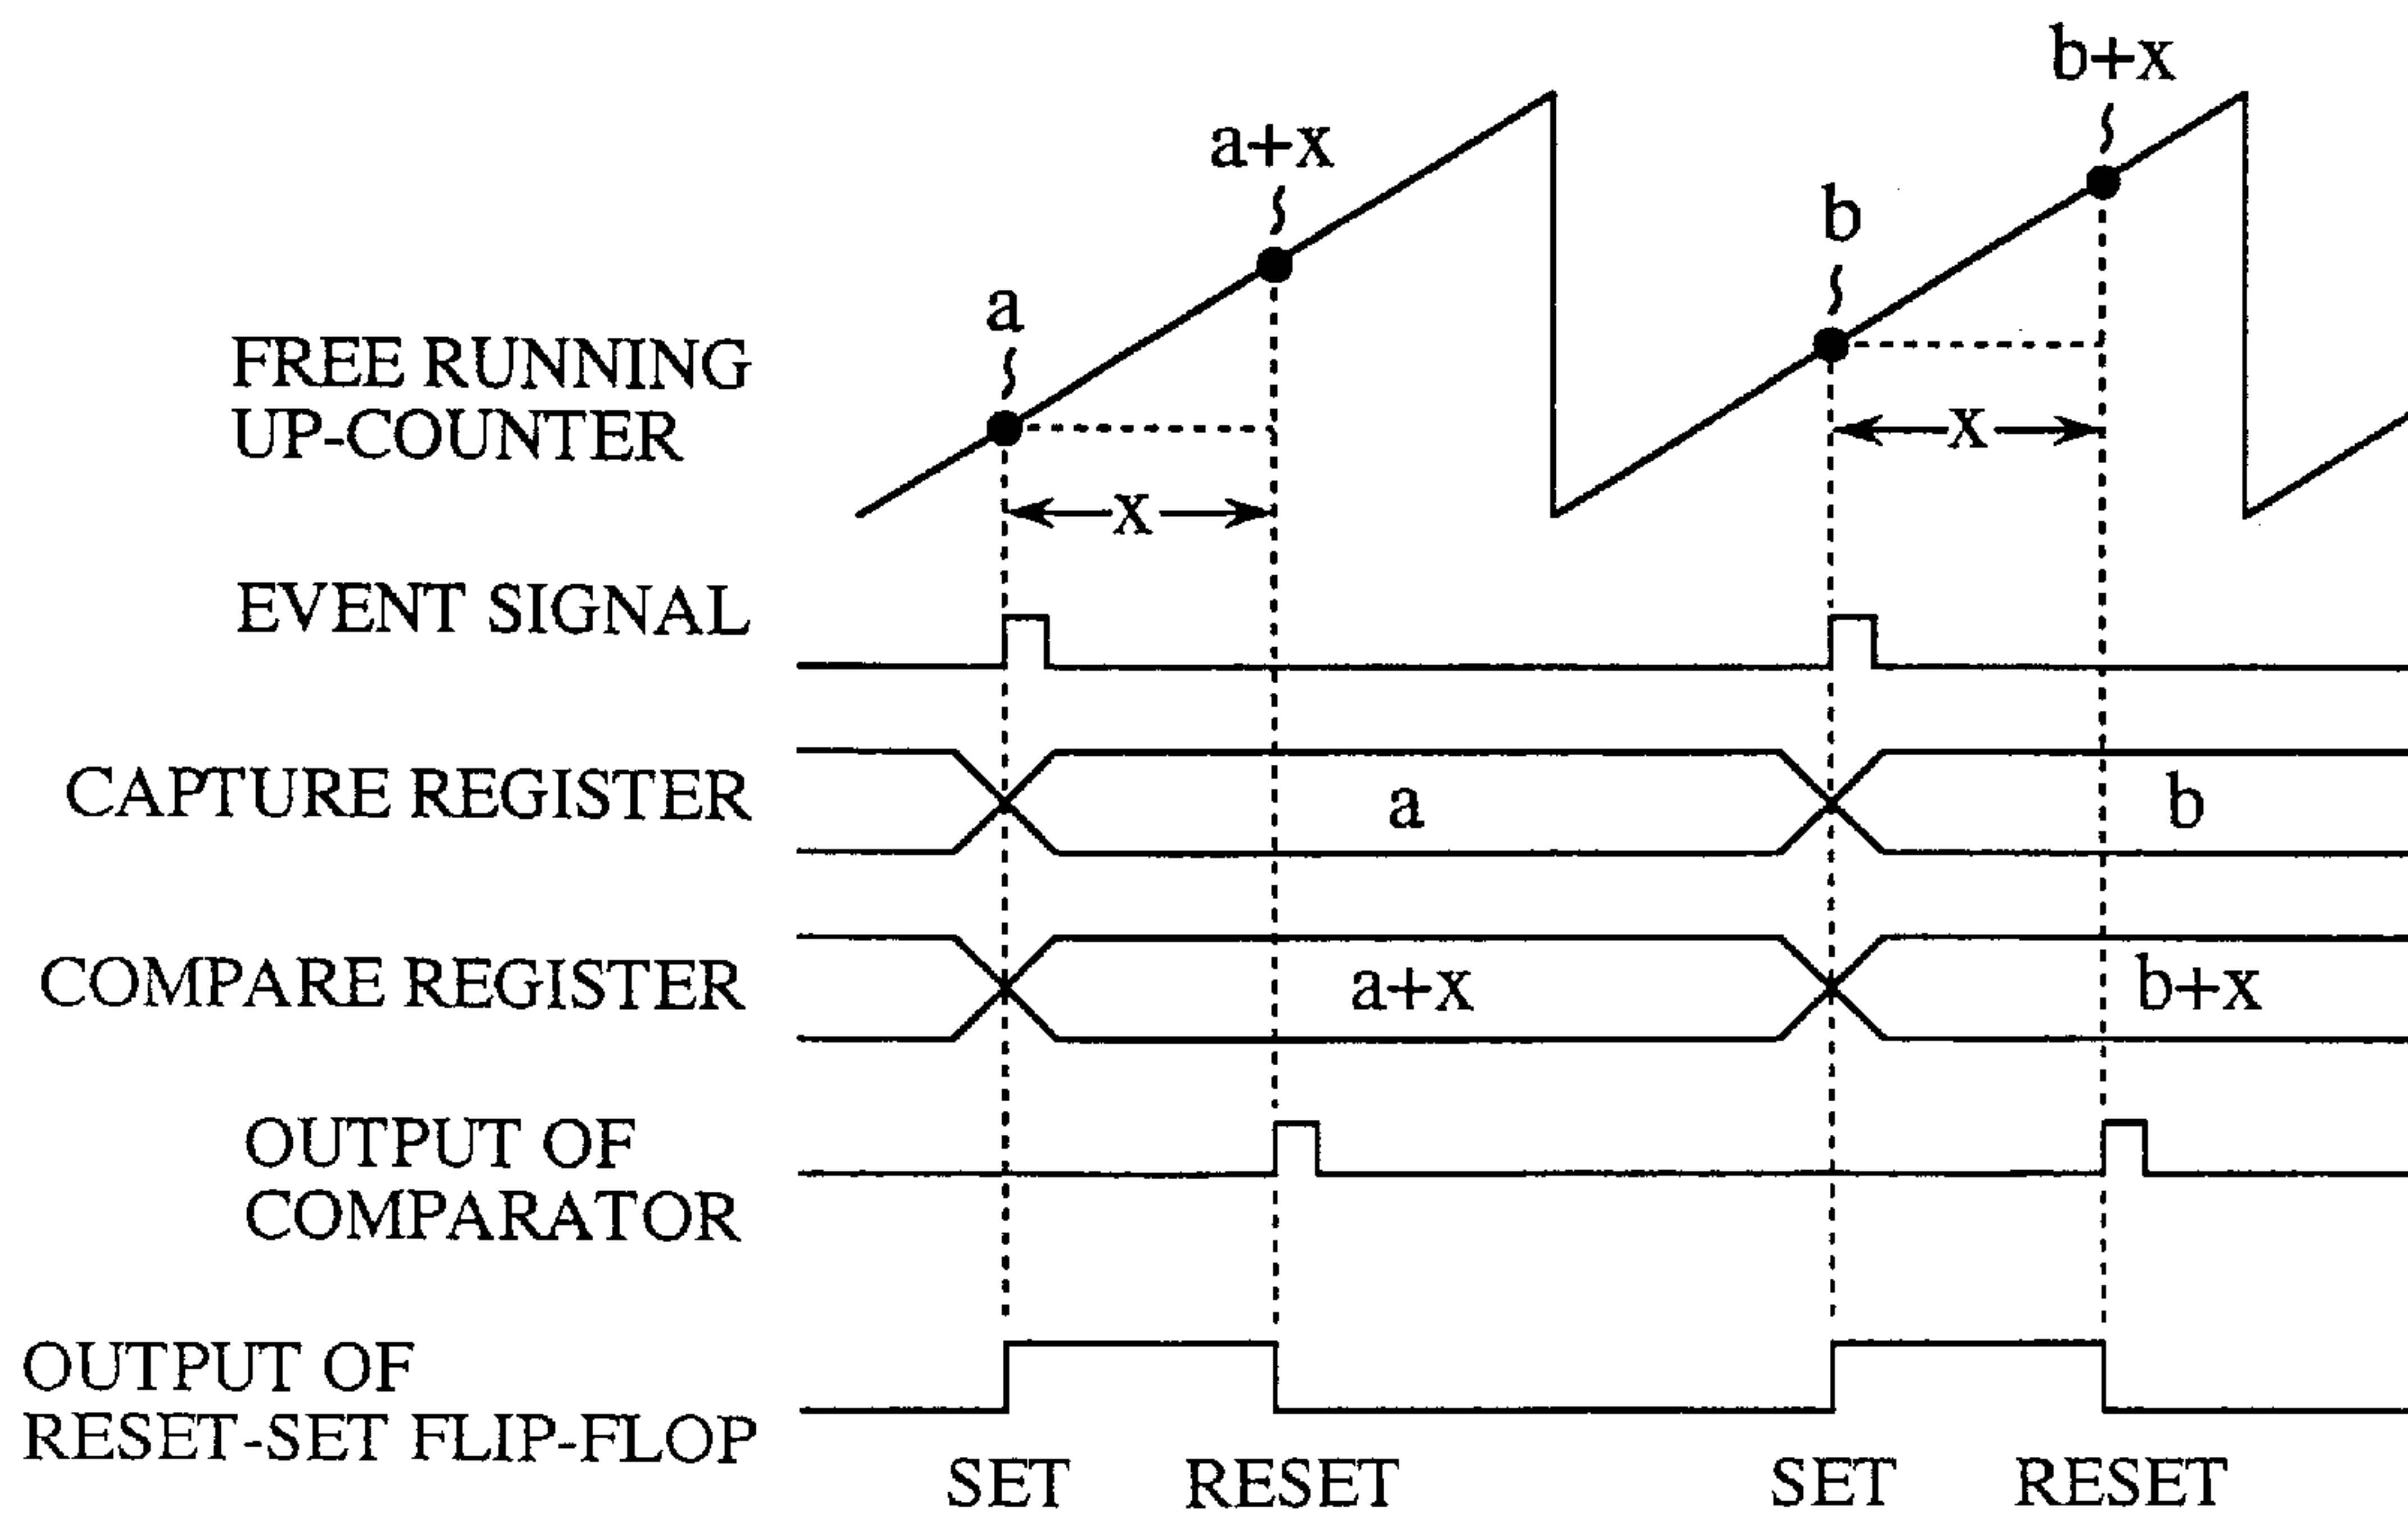 b+x
a+x
b
a
FREE RUNNING
UP-COUNTER
x
x
EVENT SIGNAL
CAPTURE REGISTER
a
b
COMPARE REGISTER
a+x
b+x
OUTPUT OF
COMPARATOR
OUTPUT OF
RESET-SET FLIP-FLOP
SET
RESET
SET
RESET